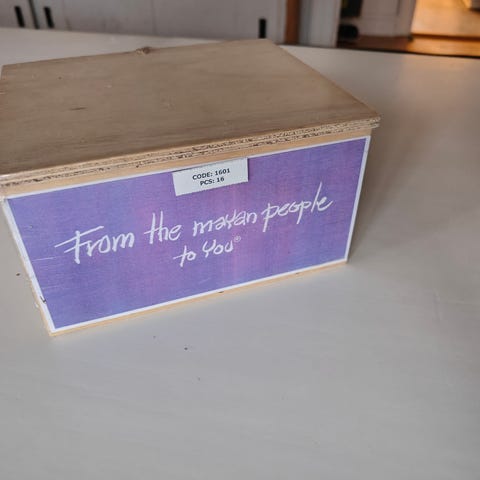 CODE: 1601
PCS: 16
From the mayan people
to You®